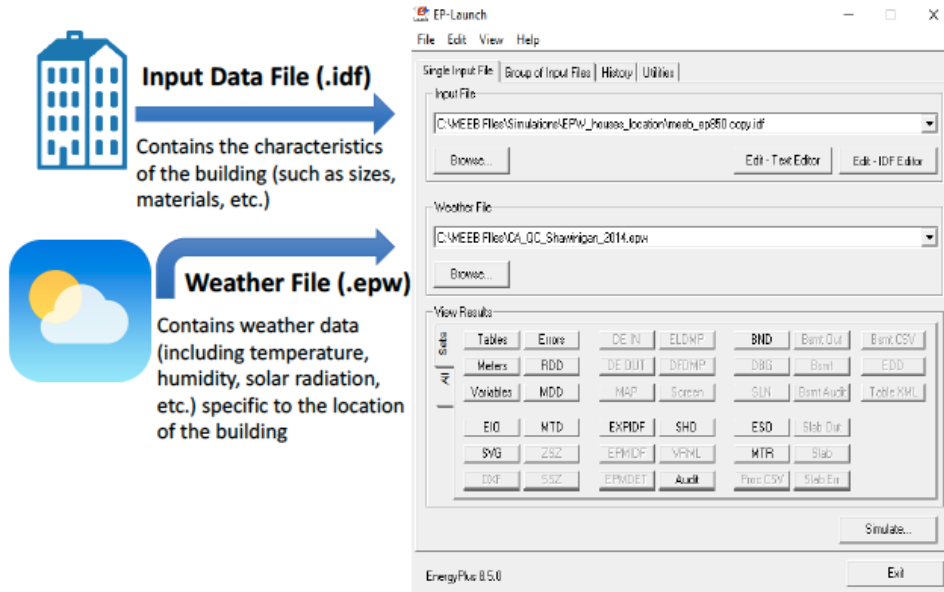 EP-Launch
File Edit View Help
Single Input File Group of Input Files History Utilities
Input File
C:\MEEB Files\Simulations\EPW_houses_location\meeb_ep850 copy.idf
Browse... Edit - Text Editor Edit - IDF Editor
Weather File
C:\MEEB Files\CA_QC_Shawinigan_2014.epw
Browse...
View Results
Sets
All
Tables Errors DE IN ELDMP BND Bsmt Out Bsmt CSV
Meters RDD DE OUT DFDMP DBG Bsmt EDD
Variables MDD MAP Screen SLN Bsmt Audit Table XML
EIO MTD EXPIDF SHD ESO Slab Out
SVG ZSZ EPMIDF VRML MTR Slab
DXF SSZ EPMDET Audit Proc CSV Slab Err
Simulate...
EnergyPlus 8.5.0 Exit
Input Data File (.idf)
Contains the characteristics
of the building (such as sizes,
materials, etc.)
Weather File (.epw)
Contains weather data
(including temperature,
humidity, solar radiation,
etc.) specific to the location
of the building